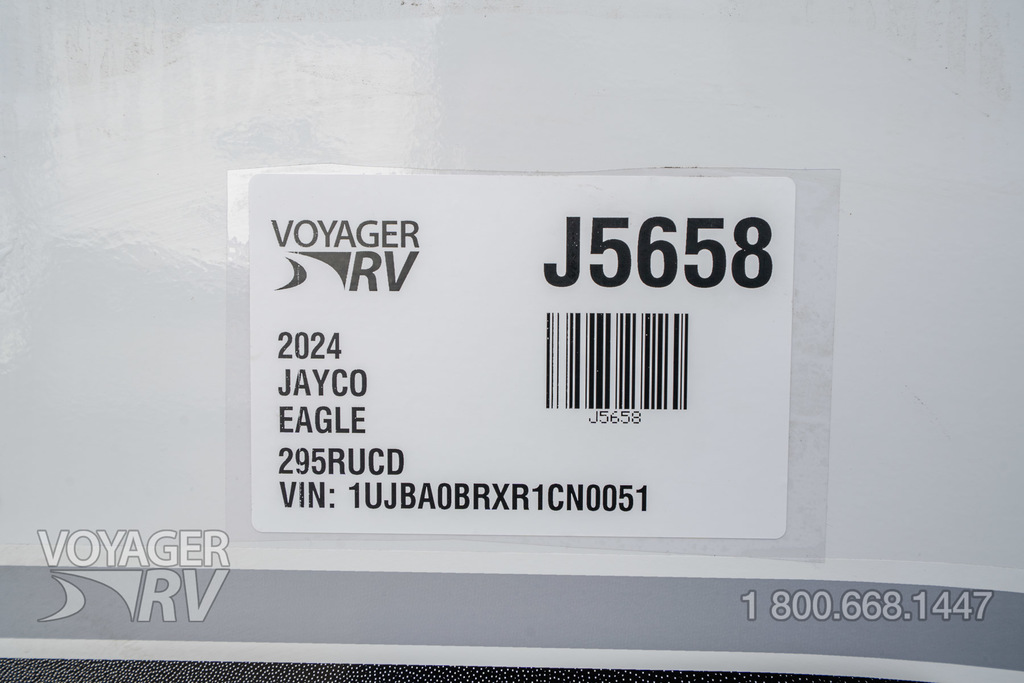 VOYAGER
RV
J5658
J5658
2024
JAYCO
EAGLE
295RUCD
VIN: 1UJBA0BRXR1CN0051
VOYAGER
RV
1 800.668.1447